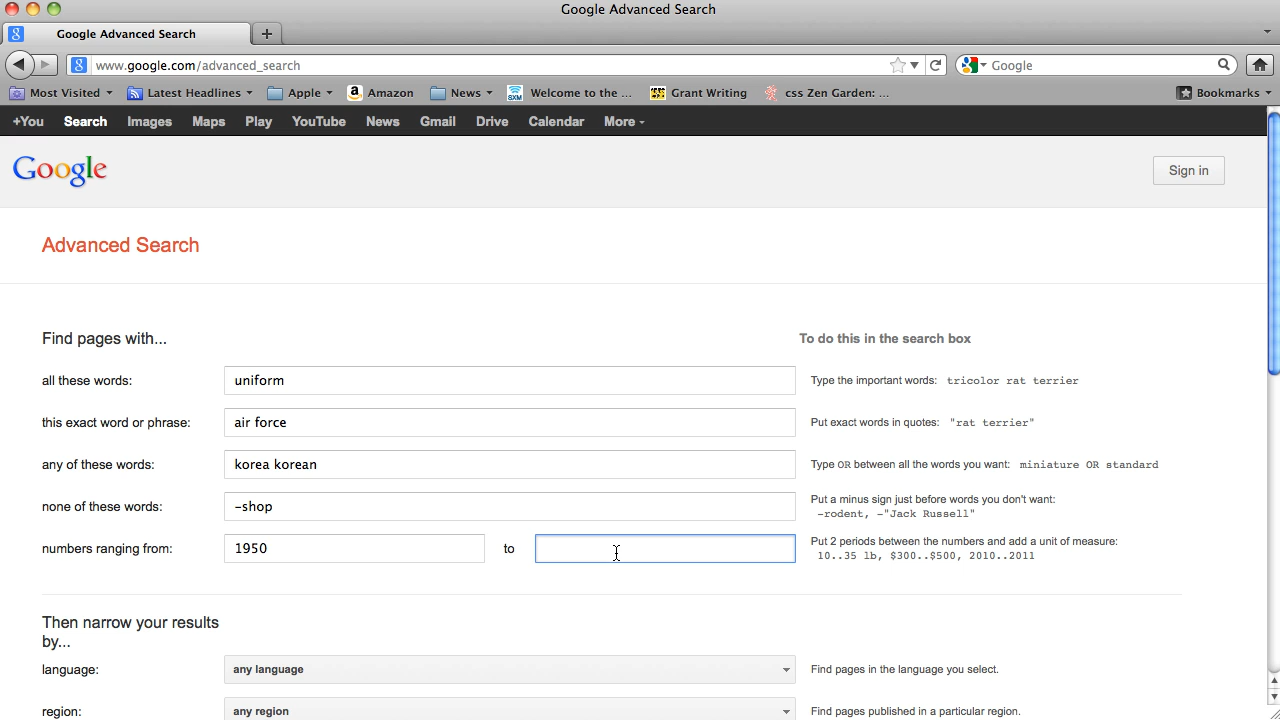 Google Advanced Search
Google Advanced Search
www.google.com/advanced_search Google
Most Visited Latest Headlines Apple Amazon News SXM Welcome to the ... Grant Writing css Zen Garden: ... Bookmarks
+You Search Images Maps Play YouTube News Gmail Drive Calendar More
Google Sign in
Advanced Search
Find pages with... To do this in the search box
all these words: uniform Type the important words: tricolor rat terrier
this exact word or phrase: air force Put exact words in quotes: "rat terrier"
any of these words: korea korean Type OR between all the words you want: miniature OR standard
none of these words: -shop Put a minus sign just before words you don't want:
-rodent, -"Jack Russell"
numbers ranging from: 1950 to Put 2 periods between the numbers and add a unit of measure:
10..35 lb, $300..$500, 2010..2011
Then narrow your results
by...
language: any language Find pages in the language you select.
region: any region Find pages published in a particular region.